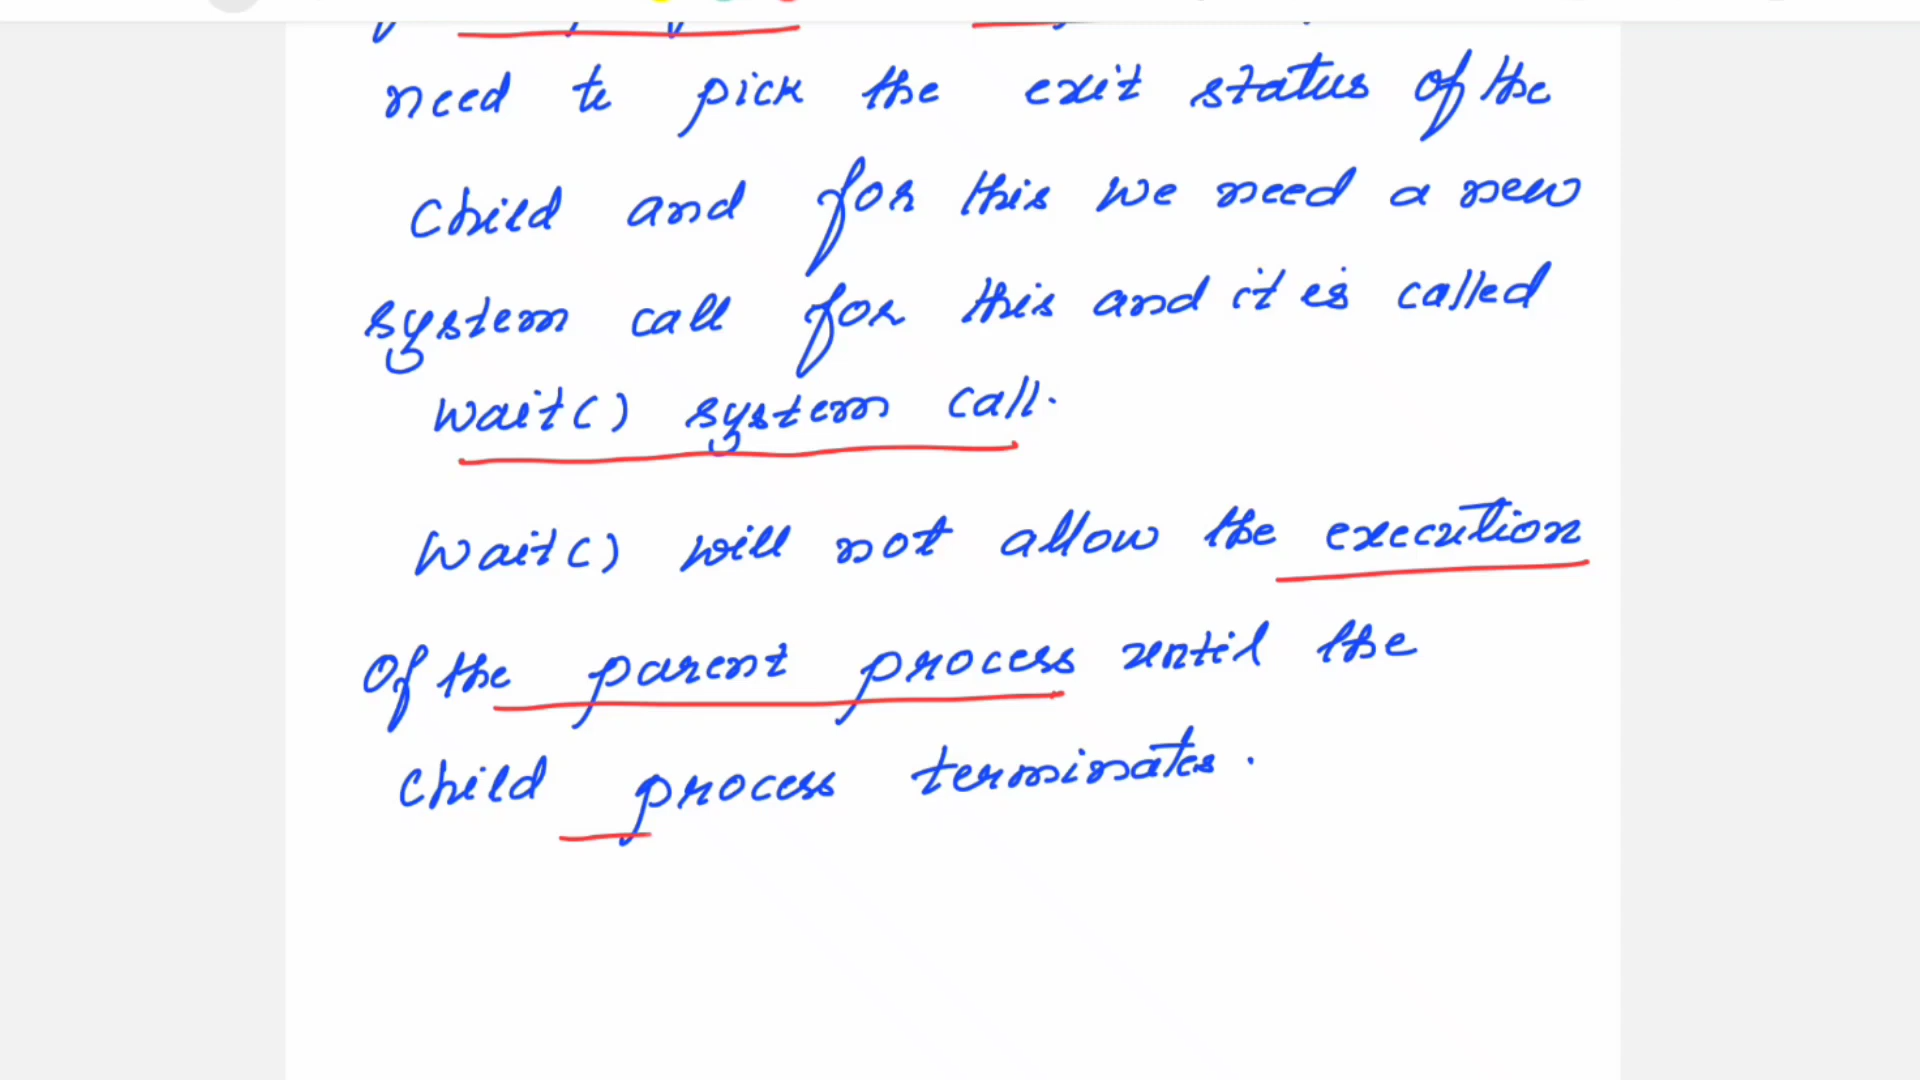 need to pick the exit status of the
child and for this we need a new
system call for this and it is called
wait() system call.
Wait() will not allow the execution
Of the parent process until the
child process terminates.